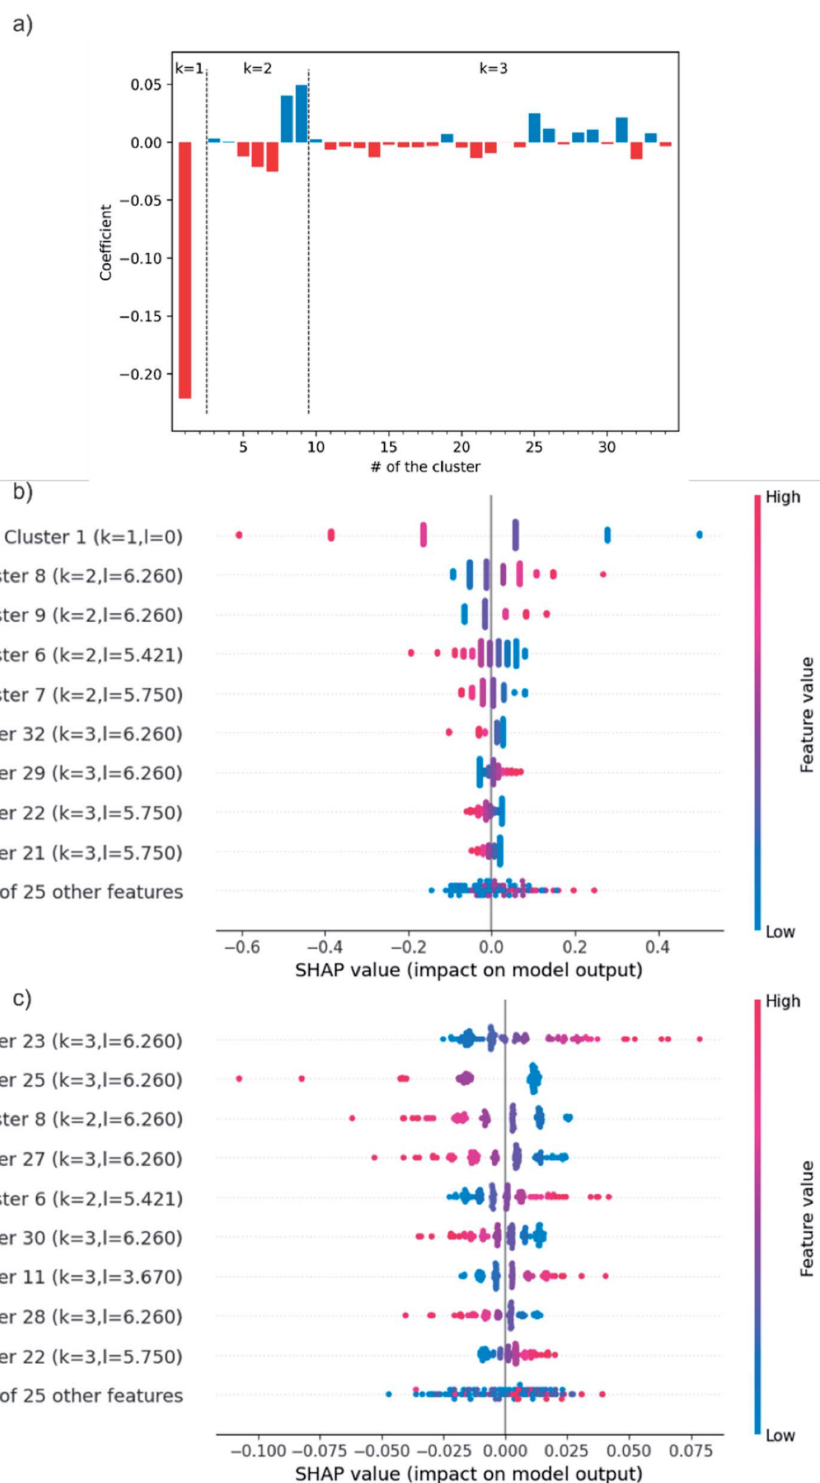 a)
k=1 k=2 k=3
0.05
0.00
−0.05
−0.10
−0.15
−0.20
Coefficient
5 10 15 20 25 30
# of the cluster
b)
High
Cluster 1 (k=1,l=0)
ster 8 (k=2,l=6.260)
ster 9 (k=2,l=6.260)
ster 6 (k=2,l=5.421)
ster 7 (k=2,l=5.750)
er 32 (k=3,l=6.260)
er 29 (k=3,l=6.260)
er 22 (k=3,l=5.750)
er 21 (k=3,l=5.750)
of 25 other features
Feature value
Low
−0.6 −0.4 −0.2 0.0 0.2 0.4
SHAP value (impact on model output)
c)
High
er 23 (k=3,l=6.260)
er 25 (k=3,l=6.260)
ster 8 (k=2,l=6.260)
er 27 (k=3,l=6.260)
ster 6 (k=2,l=5.421)
er 30 (k=3,l=6.260)
er 11 (k=3,l=3.670)
er 28 (k=3,l=6.260)
er 22 (k=3,l=5.750)
of 25 other features
Feature value
Low
−0.100 −0.075 −0.050 −0.025 0.000 0.025 0.050 0.075
SHAP value (impact on model output)